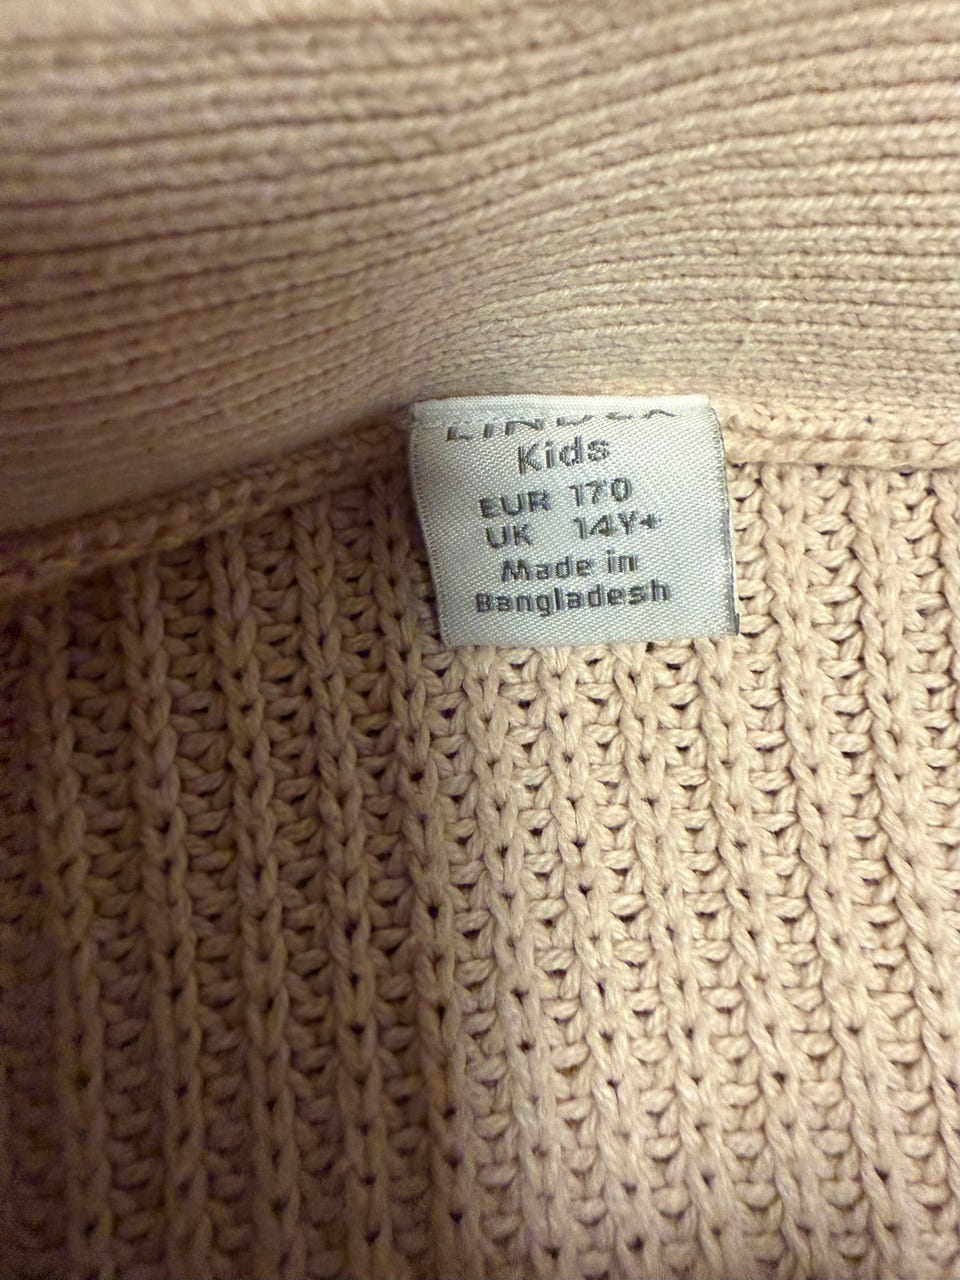 Kids
EUR 170
UK 14Y+
Made in
Bangladesh